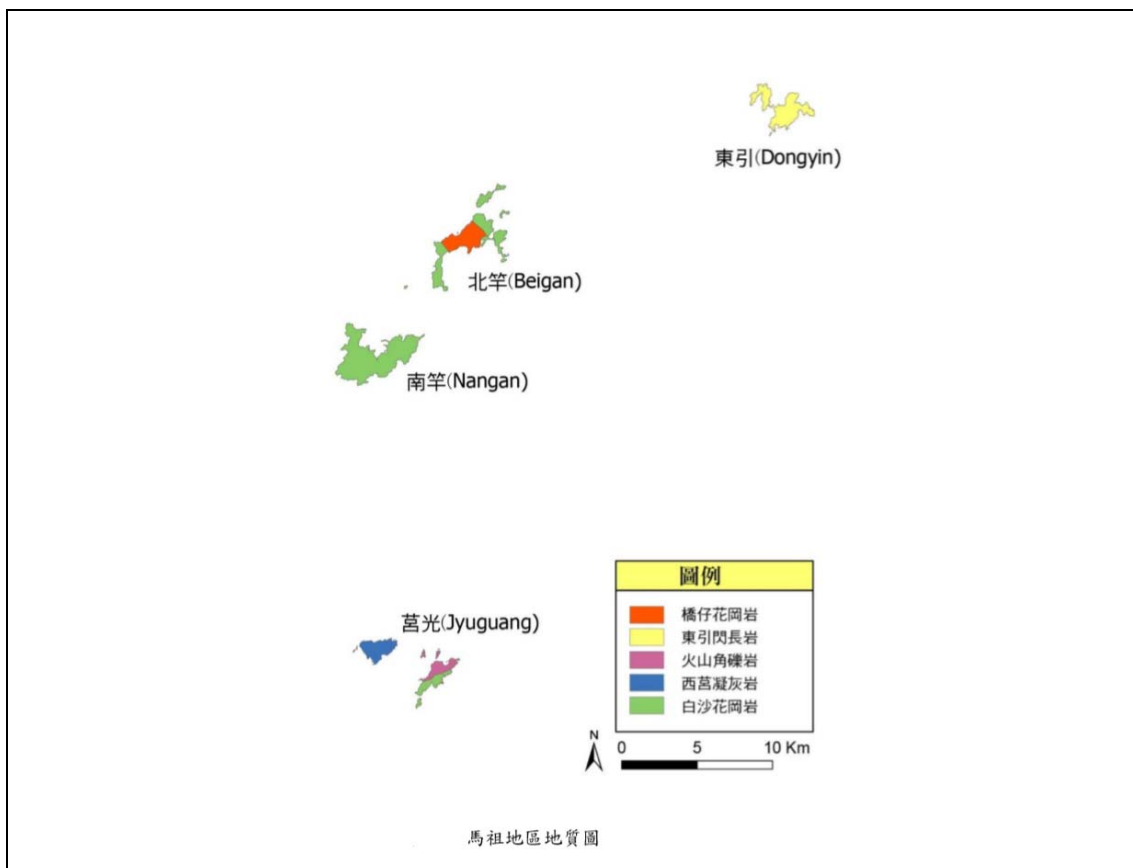 東引(Dongyin)
北竿(Beigan)
南竿(Nangan)
莒光(Jyuguang)
圖例
橋仔花岡岩
東引閃長岩
火山角礫岩
西莒凝灰岩
白沙花岡岩
N
0 5 10 Km
馬祖地區地質圖